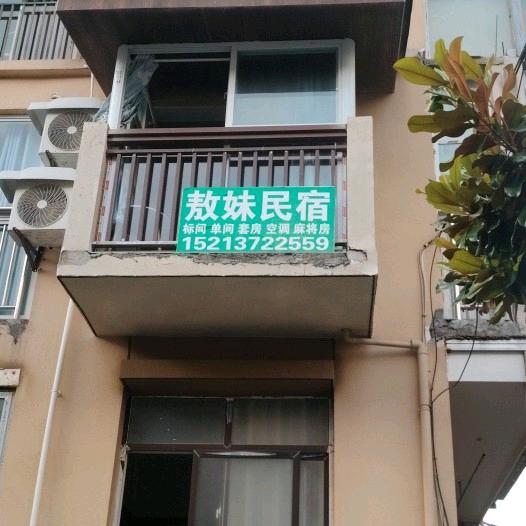 敖妹民宿
标间 单间 套房 空调 麻将房
15213722559